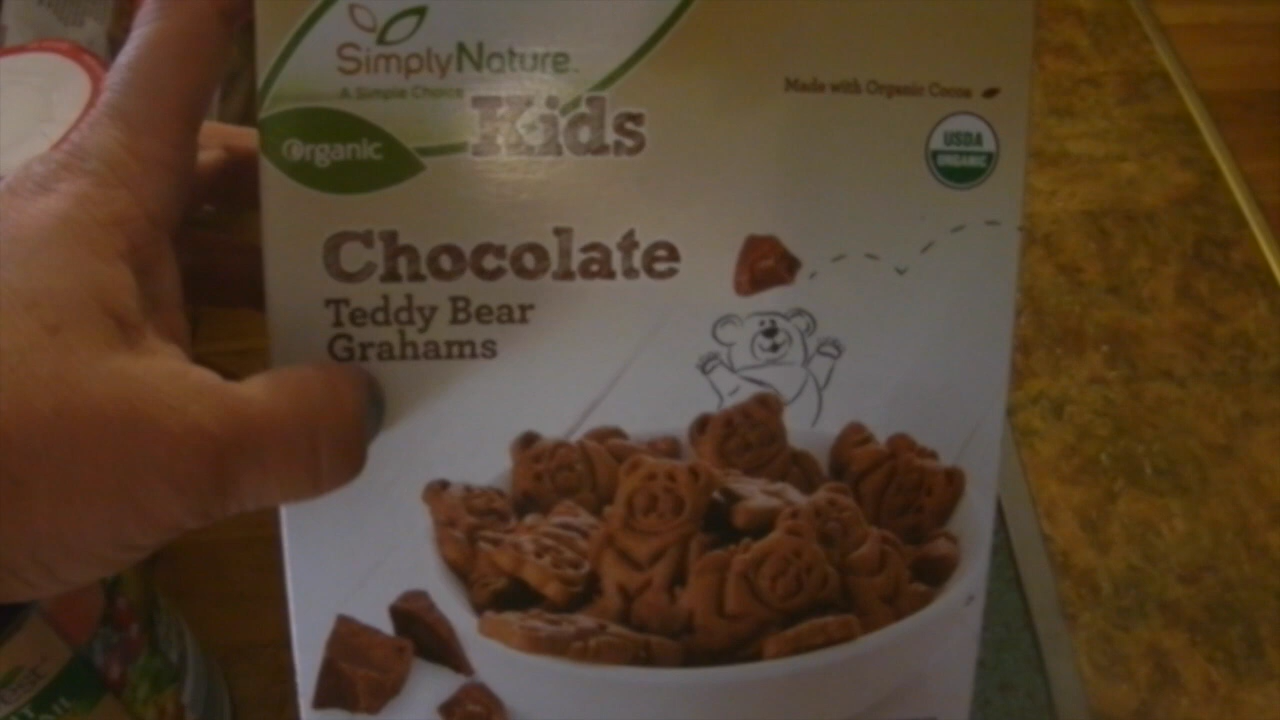 SimplyNature.
A Simple Choice
Made with Organic Cocoa
Kids
Organic
USDA
ORGANIC
Chocolate
Teddy Bear
Grahams